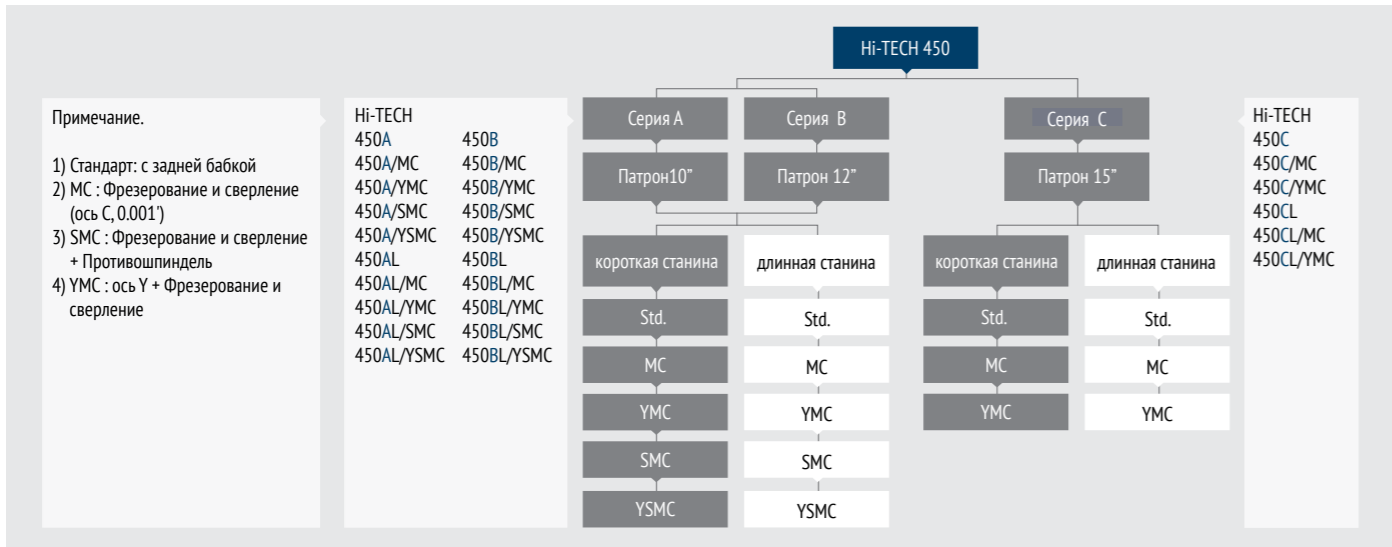 Hi-TECH 450
Примечание.
1) Стандарт: с задней бабкой
2) MC : Фрезерование и сверление
(ось C, 0.001')
3) SMC : Фрезерование и сверление
+ Противошпиндель
4) YMC : ось Y + Фрезерование и
сверление
Hi-TECH
450A 450B
450A/MC 450B/MC
450A/YMC 450B/YMC
450A/SMC 450B/SMC
450A/YSMC 450B/YSMC
450AL 450BL
450AL/MC 450BL/MC
450AL/YMC 450BL/YMC
450AL/SMC 450BL/SMC
450AL/YSMC 450BL/YSMC
Серия A Серия B
Патрон10" Патрон 12"
короткая станина длинная станина
Std. Std.
MC MC
YMC YMC
SMC SMC
YSMC YSMC
Серия C
Патрон 15"
короткая станина длинная станина
Std. Std.
MC MC
YMC YMC
Hi-TECH
450C
450C/MC
450C/YMC
450CL
450CL/MC
450CL/YMC